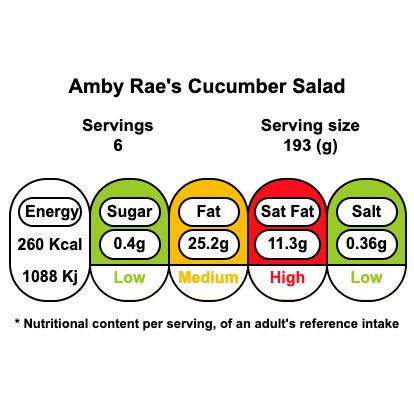 Amby Rae's Cucumber Salad
Servings
6
Serving size
193 (g)
Energy
260 Kcal
1088 Kj
Sugar
0.4g
Low
Fat
25.2g
Medium
Sat Fat
11.3g
High
Salt
0.36g
Low
* Nutritional content per serving, of an adult's reference intake